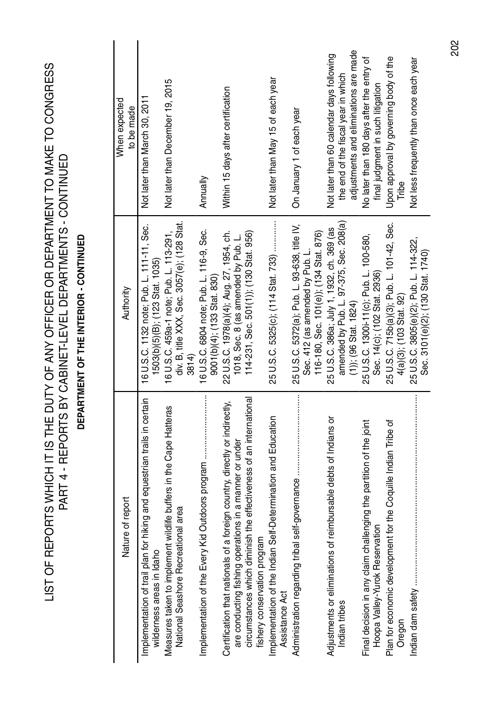 LIST OF REPORTS WHICH IT IS THE DUTY OF ANY OFFICER OR DEPARTMENT TO MAKE TO CONGRESS
PART 4 - REPORTS BY CABINET-LEVEL DEPARTMENTS - CONTINUED
DEPARTMENT OF THE INTERIOR - CONTINUED
Nature of report
Authority
When expected
to be made
Implementation of trail plan for hiking and equestrian trails in certain
wilderness areas in Idaho
16 U.S.C. 1132 note; Pub. L. 111-11, Sec.
1503(b)(5)(B); (123 Stat. 1035)
Not later than March 30, 2011
Measures taken to implement wildlife buffers in the Cape Hatteras
National Seashore Recreational area
16 U.S.C. 459a-1 note; Pub. L. 113-291,
div. B, title XXX, Sec. 3057(e); (128 Stat.
3814)
Not later than December 19, 2015
Implementation of the Every Kid Outdoors program
16 U.S.C. 6804 note; Pub. L. 116-9, Sec.
9001(b)(4); (133 Stat. 830)
Annually
Certification that nationals of a foreign country, directly or indirectly,
are conducting fishing operations in a manner or under
circumstances which diminish the effectiveness of an international
fishery conservation program
22 U.S.C. 1978(a)(4); Aug. 27, 1954, ch.
1018, Sec. 8 (as amended by Pub. L.
114-231, Sec. 501(1)); (130 Stat. 956)
Within 15 days after certification
Implementation of the Indian Self-Determination and Education
Assistance Act
25 U.S.C. 5325(c); (114 Stat. 733)
Not later than May 15 of each year
Administration regarding tribal self-governance
25 U.S.C. 5372(a); Pub. L. 93-638, title IV,
Sec. 412 (as amended by Pub. L.
116-180, Sec. 101(e)); (134 Stat. 876)
On January 1 of each year
Adjustments or eliminations of reimbursable debts of Indians or
Indian tribes
25 U.S.C. 386a; July 1, 1932, ch. 369 (as
amended by Pub. L. 97-375, Sec. 208(a)
(1)); (96 Stat. 1824)
Not later than 60 calendar days following
the end of the fiscal year in which
adjustments and eliminations are made
Final decision in any claim challenging the partition of the joint
Hoopa Valley-Yurok Reservation
25 U.S.C. 1300i-11(c); Pub. L. 100-580,
Sec. 14(c); (102 Stat. 2936)
No later than 180 days after the entry of
final judgment in such litigation
Plan for economic development for the Coquille Indian Tribe of
Oregon
25 U.S.C. 715b(a)(3); Pub. L. 101-42, Sec.
4(a)(3); (103 Stat. 92)
Upon approval by governing body of the
Tribe
Indian dam safety
25 U.S.C. 3805(e)(2); Pub. L. 114-322,
Sec. 3101(e)(2); (130 Stat. 1740)
Not less frequently than once each year
202